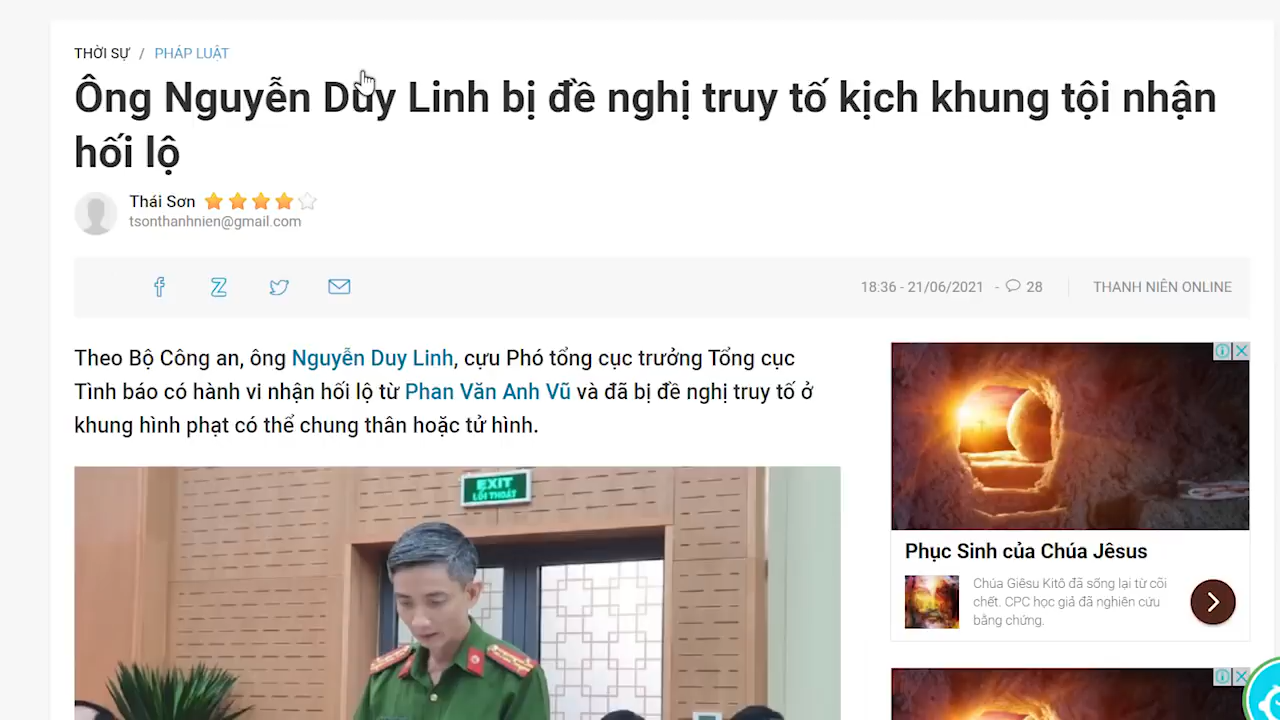 THỜI SỰ / PHÁP LUẬT
Ông Nguyễn Duy Linh bị đề nghị truy tố kịch khung tội nhận
hối lộ
Thái Sơn
tsonthanhnien@gmail.com
18:36 - 21/06/2021 - 28 THANH NIÊN ONLINE
Theo Bộ Công an, ông Nguyễn Duy Linh, cựu Phó tổng cục trưởng Tổng cục
Tình báo có hành vi nhận hối lộ từ Phan Văn Anh Vũ và đã bị đề nghị truy tố ở
khung hình phạt có thể chung thân hoặc tử hình.
EXIT
LỐI THOÁT
Phục Sinh của Chúa Jêsus
Chúa Giêsu Kitô đã sống lại từ cõi
chết. CPC học giả đã nghiên cứu
bằng chứng.